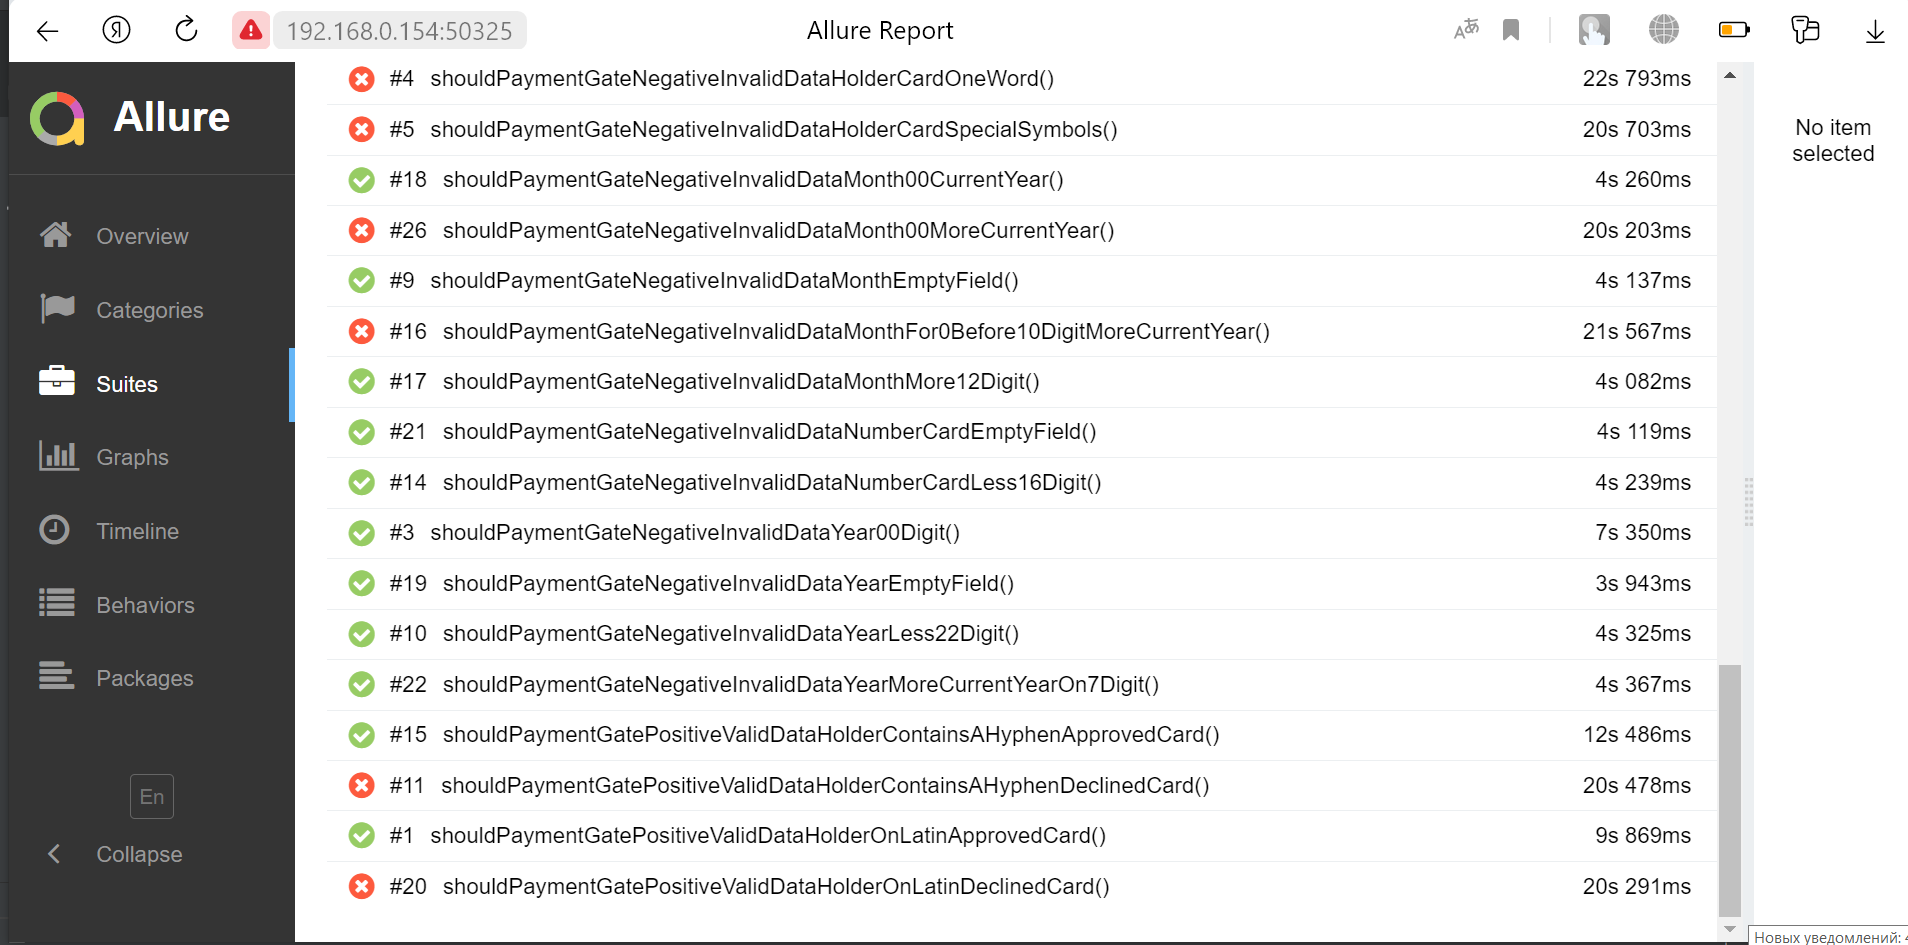 Я 192.168.0.154:50325 Allure Report
Allure
Overview
Categories
Suites
Graphs
Timeline
Behaviors
Packages
En
Collapse
#4 shouldPaymentGateNegativeInvalidDataHolderCardOneWord() 22s 793ms
#5 shouldPaymentGateNegativeInvalidDataHolderCardSpecialSymbols() 20s 703ms
#18 shouldPaymentGateNegativeInvalidDataMonth00CurrentYear() 4s 260ms
#26 shouldPaymentGateNegativeInvalidDataMonth00MoreCurrentYear() 20s 203ms
#9 shouldPaymentGateNegativeInvalidDataMonthEmptyField() 4s 137ms
#16 shouldPaymentGateNegativeInvalidDataMonthFor0Before10DigitMoreCurrentYear() 21s 567ms
#17 shouldPaymentGateNegativeInvalidDataMonthMore12Digit() 4s 082ms
#21 shouldPaymentGateNegativeInvalidDataNumberCardEmptyField() 4s 119ms
#14 shouldPaymentGateNegativeInvalidDataNumberCardLess16Digit() 4s 239ms
#3 shouldPaymentGateNegativeInvalidDataYear00Digit() 7s 350ms
#19 shouldPaymentGateNegativeInvalidDataYearEmptyField() 3s 943ms
#10 shouldPaymentGateNegativeInvalidDataYearLess22Digit() 4s 325ms
#22 shouldPaymentGateNegativeInvalidDataYearMoreCurrentYearOn7Digit() 4s 367ms
#15 shouldPaymentGatePositiveValidDataHolderContainsAHyphenApprovedCard() 12s 486ms
#11 shouldPaymentGatePositiveValidDataHolderContainsAHyphenDeclinedCard() 20s 478ms
#1 shouldPaymentGatePositiveValidDataHolderOnLatinApprovedCard() 9s 869ms
#20 shouldPaymentGatePositiveValidDataHolderOnLatinDeclinedCard() 20s 291ms
No item
selected
Новых уведомлений: